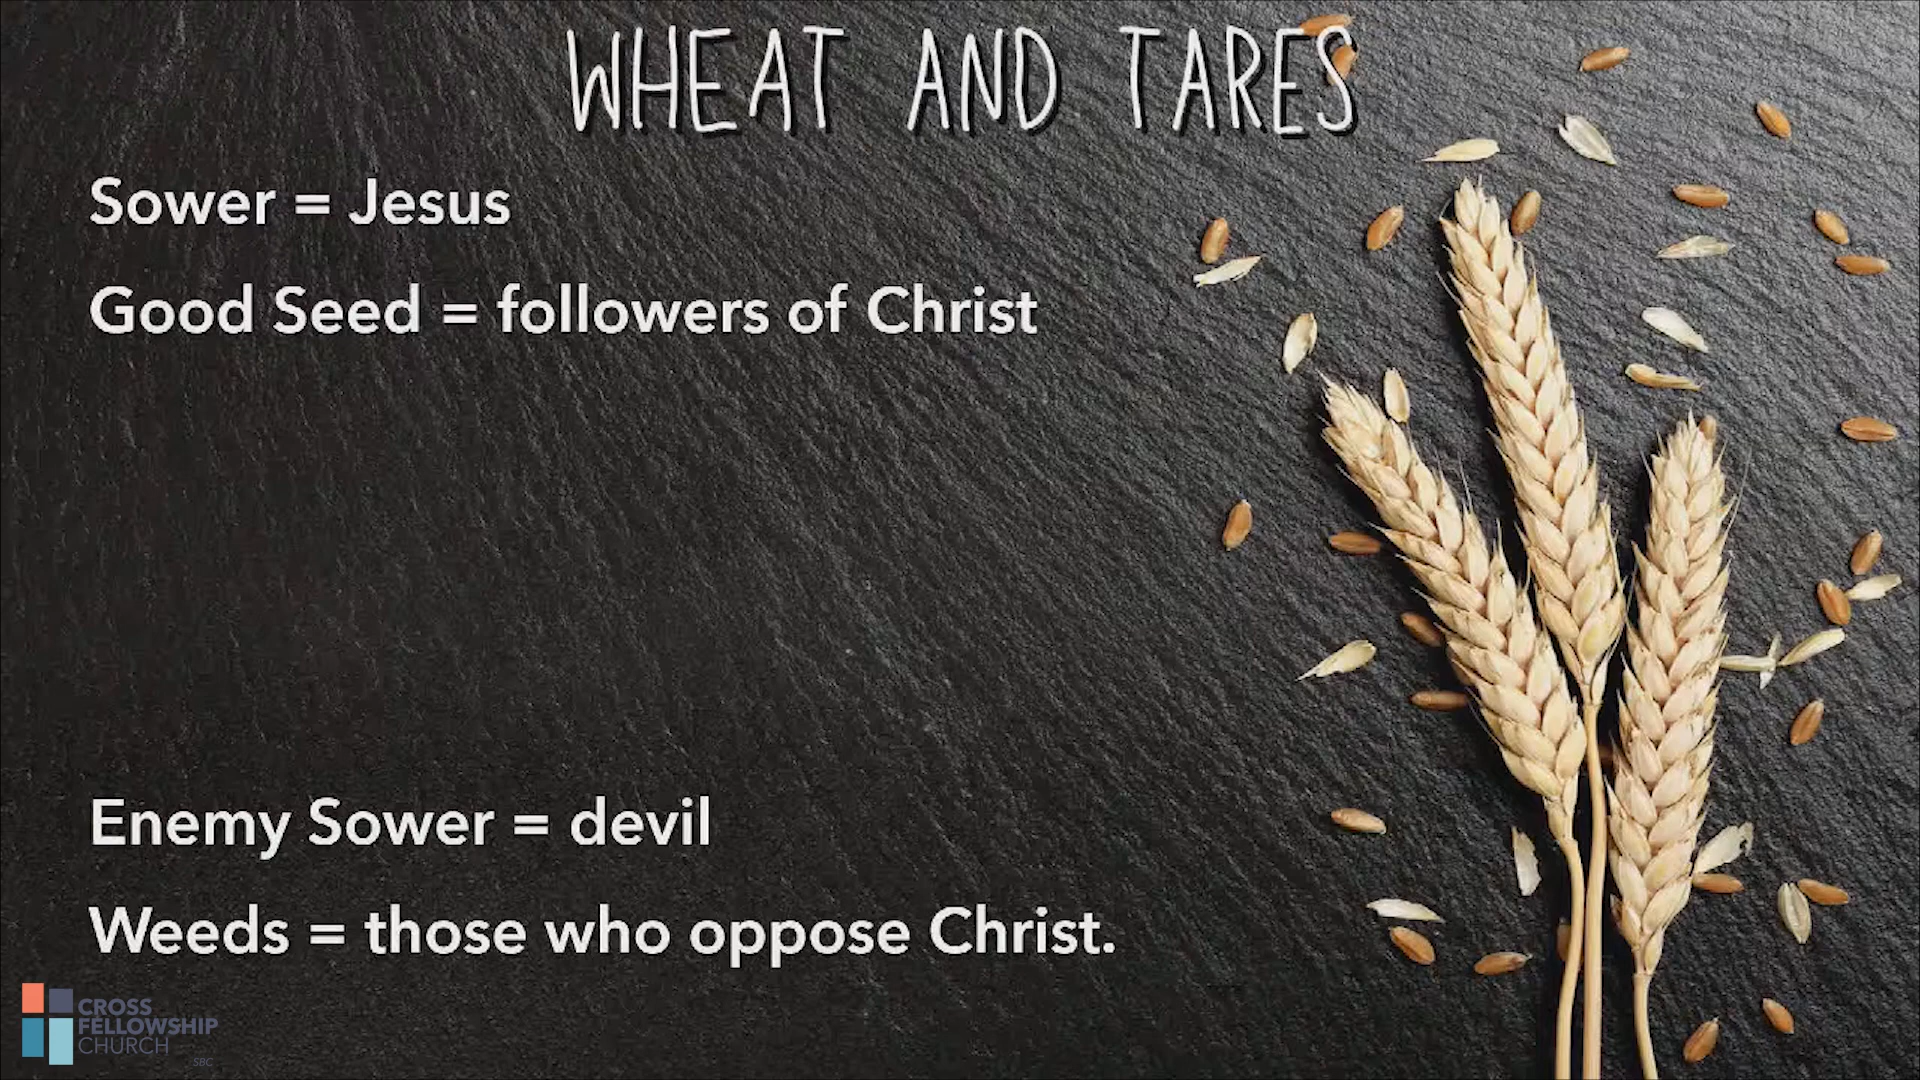 WHEAT AND TARES
Sower = Jesus
Good Seed = followers of Christ
Enemy Sower = devil
Weeds = those who oppose Christ.
CROSS
FELLOWSHIP
CHURCH
SBC